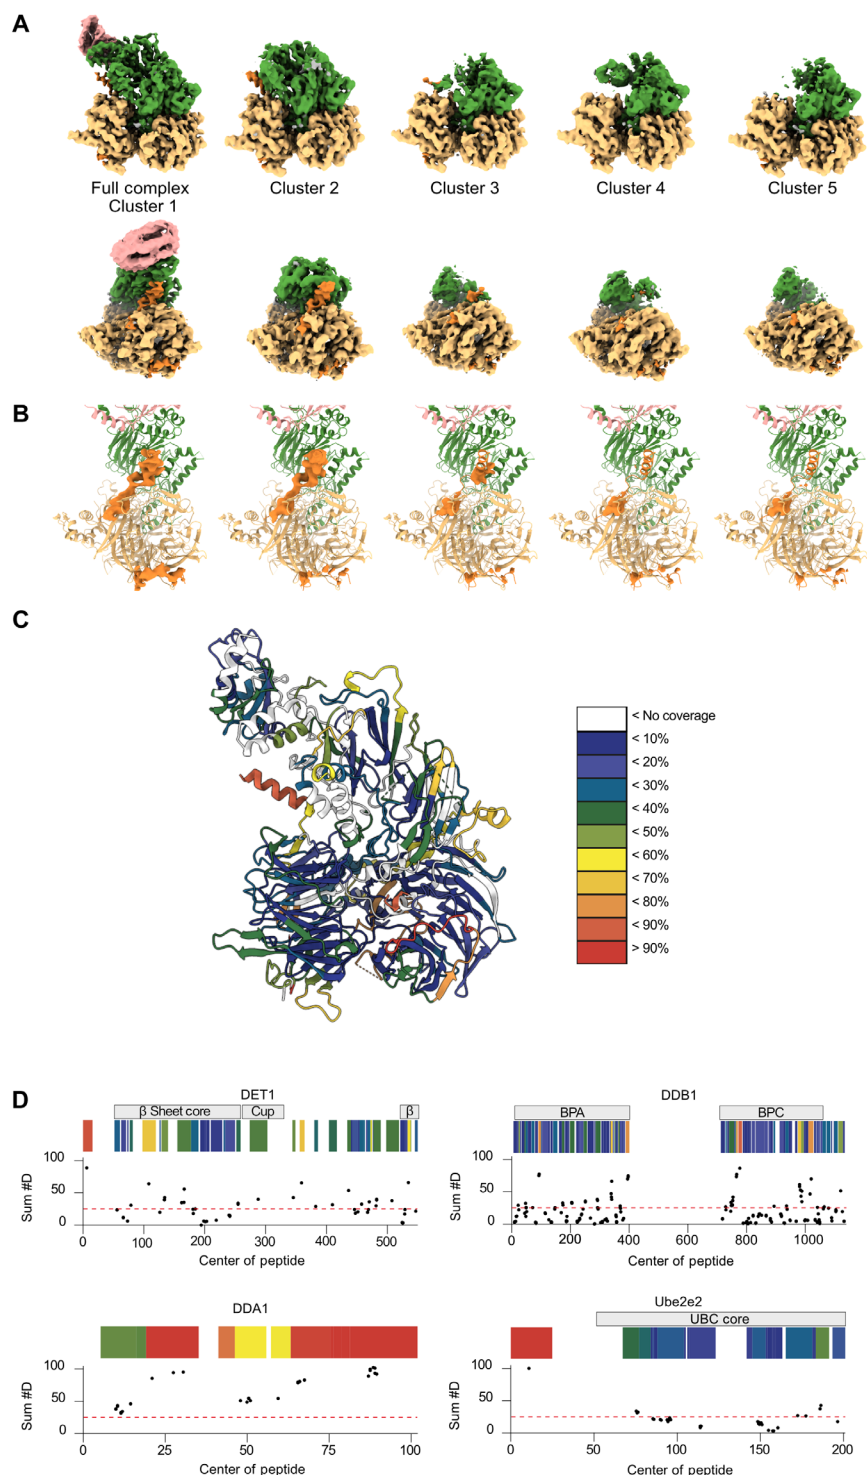 A
Full complex
Cluster 1
Cluster 2
Cluster 3
Cluster 4
Cluster 5
B
C
< No coverage
< 10%
< 20%
< 30%
< 40%
< 50%
< 60%
< 70%
< 80%
< 90%
> 90%
D
DET1
β Sheet core
Cup
β
Sum #D
100
50
0
0
100
200
300
400
500
Center of peptide
DDB1
BPA
BPC
Sum #D
100
50
0
0
200
400
600
800
1000
Center of peptide
DDA1
Sum #D
100
50
0
0
25
50
75
100
Center of peptide
Ube2e2
UBC core
Sum #D
100
50
0
0
50
100
150
200
Center of peptide